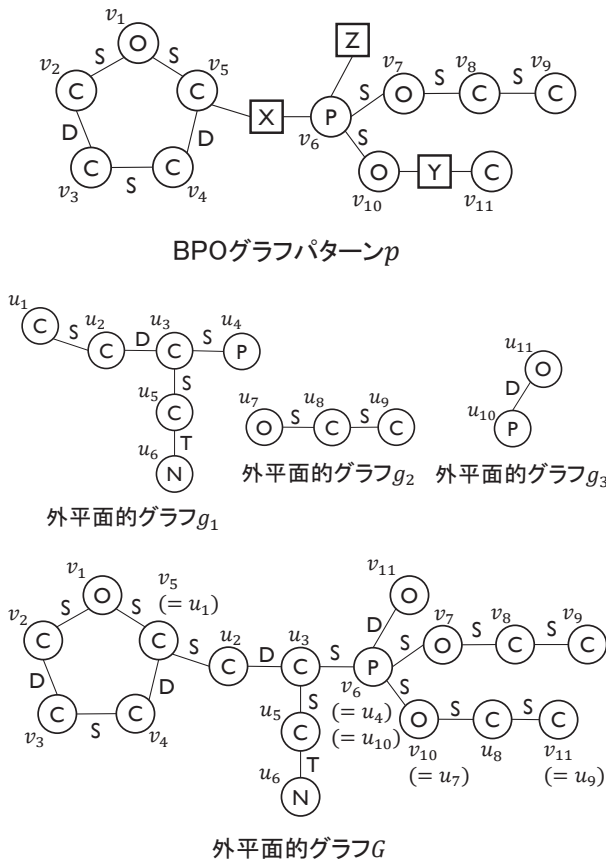 v₁
O
Z
v₂
S
S
v₅
v₇
v₈
v₉
C
C
X
P
S
O
S
C
S
C
D
D
v₆
S
C
S
C
v₃
v₄
O
Y
C
v₁₀
v₁₁
BPOグラフパターンp
u₁
C
S
u₂
u₃
u₄
C
D
C
S
P
u₁₁
O
S
D
u₅
C
u₇
u₈
u₉
u₁₀
T
O
S
C
S
C
P
u₆
N
外平面的グラフg₂
外平面的グラフg₃
外平面的グラフg₁
v₁
O
v₅
(= u₁)
v₁₁
O
v₂
S
S
D
v₇
v₈
v₉
C
C
S
u₂
C
D
u₃
C
S
P
S
O
S
C
S
C
D
D
S
v₆
S
(= u₄)
(= u₁₀)
C
S
C
u₅
C
O
S
C
S
C
v₃
v₄
T
v₁₀
u₈
v₁₁
(= u₇)
(= u₉)
u₆
N
外平面的グラフG